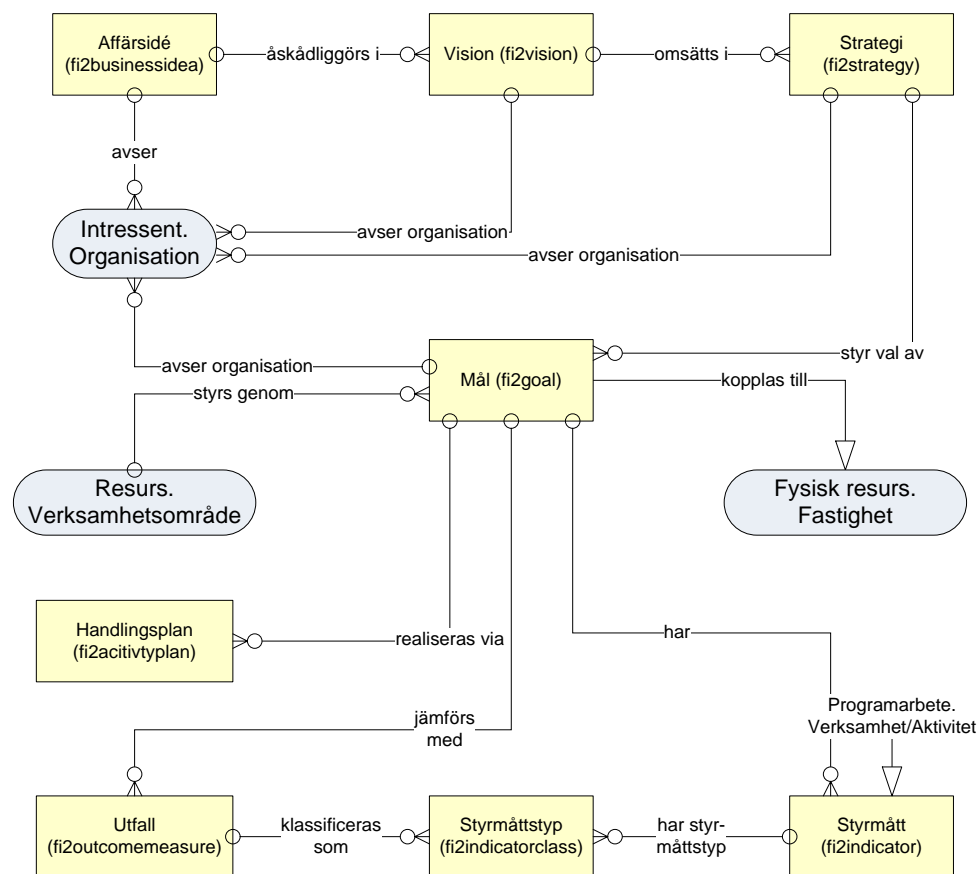 Affärsidé
(fi2businessidea)
åskådliggörs i
Vision (fi2vision)
omsätts i
Strategi
(fi2strategy)
avser
Intressent.
Organisation
avser organisation
avser organisation
avser organisation
styr val av
Mål (fi2goal)
styrs genom
kopplas till
Resurs.
Verksamhetsområde
Fysisk resurs.
Fastighet
Handlingsplan
(fi2acitivtyplan)
realiseras via
har
jämförs
med
Programarbete.
Verksamhet/Aktivitet
Utfall
(fi2outcomemeasure)
klassificeras
som
Styrmåttstyp
(fi2indicatorclass)
har styr-
måttstyp
Styrmått
(fi2indicator)